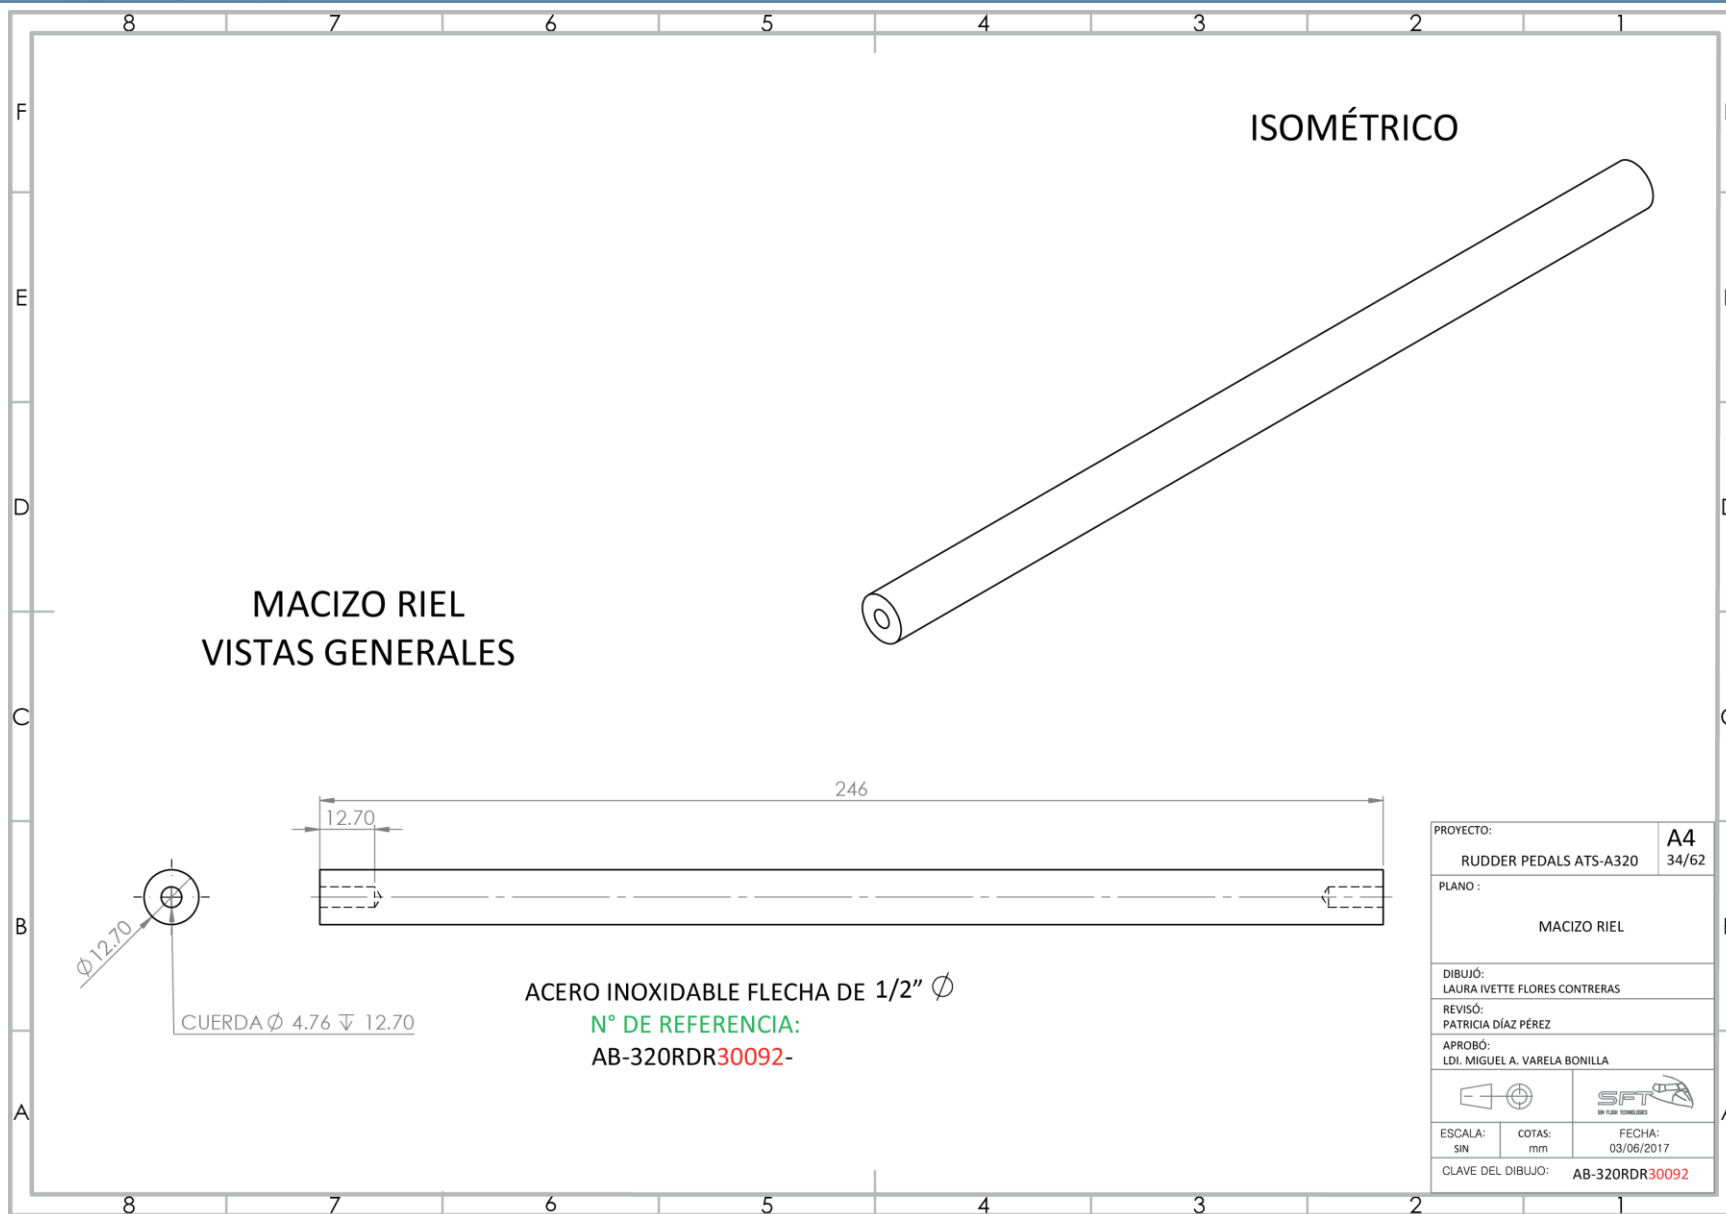 8 7 6 5 4 3 2 1
F
E
D
C
B
A
ISOMÉTRICO
MACIZO RIEL
VISTAS GENERALES
246
12.70
Ø12.70
CUERDA Ø 4.76 ↧ 12.70
ACERO INOXIDABLE FLECHA DE 1/2” Ø
N° DE REFERENCIA:
AB-320RDR30092-
PROYECTO:
RUDDER PEDALS ATS-A320
A4
34/62
PLANO :
MACIZO RIEL
DIBUJÓ:
LAURA IVETTE FLORES CONTRERAS
REVISÓ:
PATRICIA DÍAZ PÉREZ
APROBÓ:
LDI. MIGUEL A. VARELA BONILLA
SFT
ESCALA:
SIN
COTAS:
mm
FECHA:
03/06/2017
CLAVE DEL DIBUJO: AB-320RDR30092
8 7 6 5 4 3 2 1